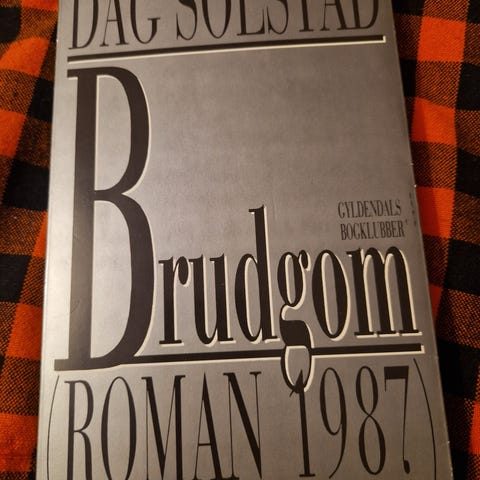 DAG SOLSTAD
Brudgom
GYLDENDALS
BOCKLUBBER
(ROMAN 1987)